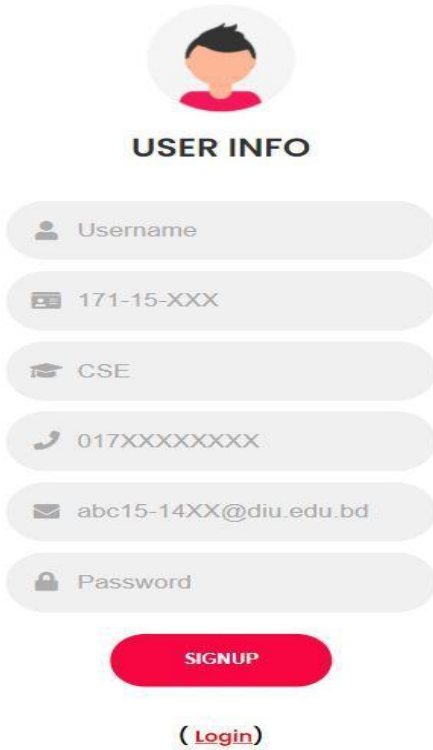 USER INFO
Username
171-15-XXX
CSE
017XXXXXXXX
abc15-14XX@diu.edu.bd
Password
SIGNUP
( Login)